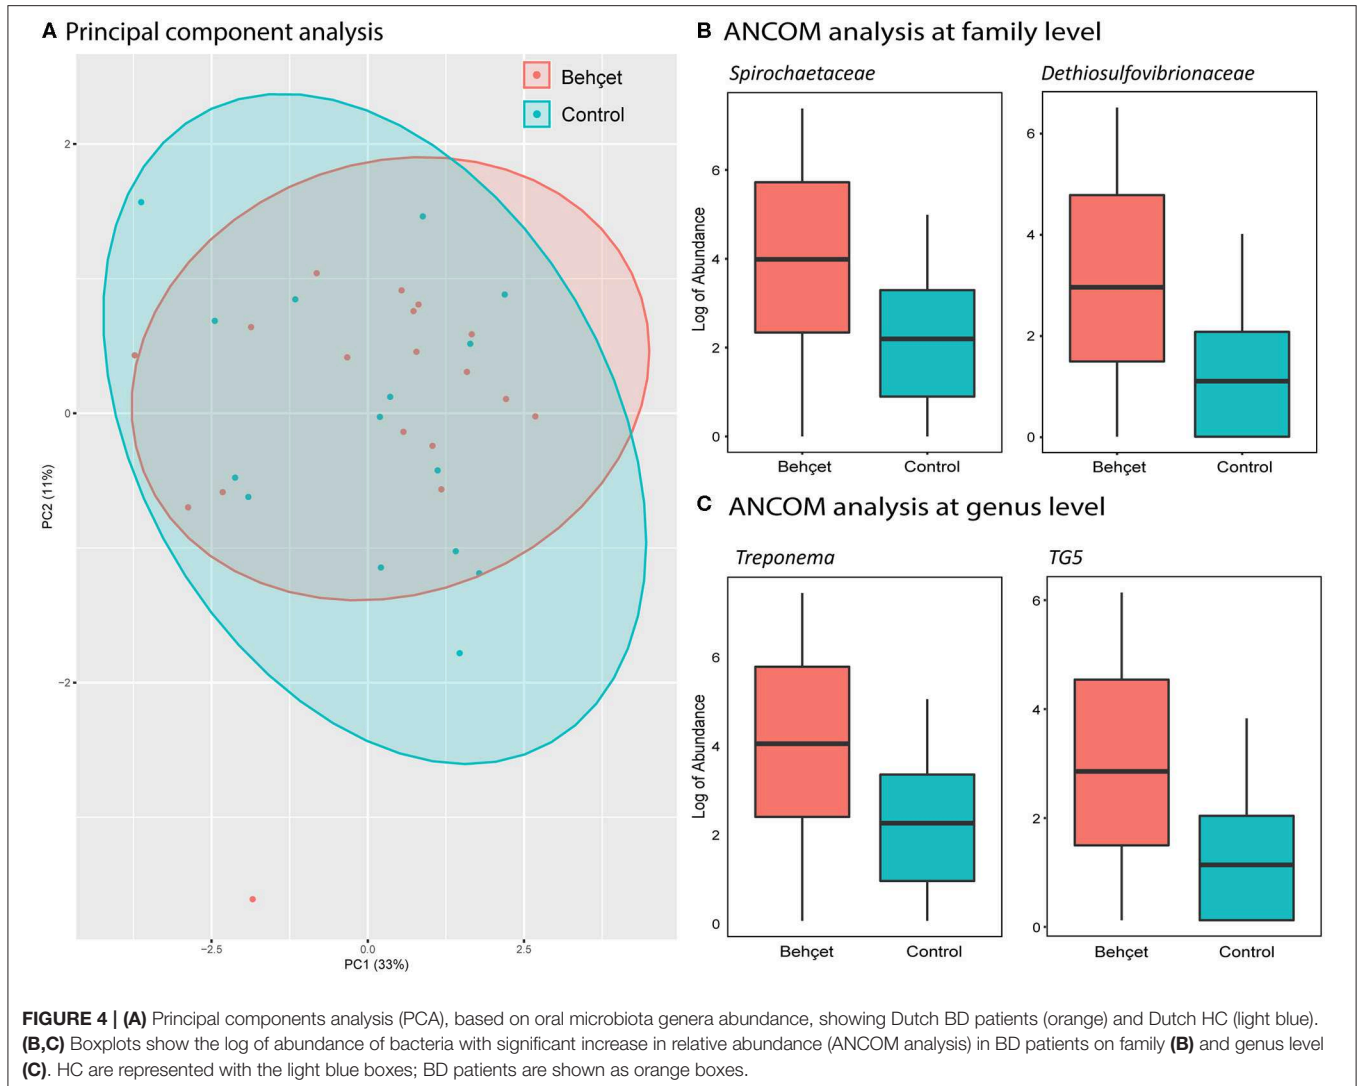 A Principal component analysis
Behçet
Control
2
0
−2
PC2 (11%)
−2.5
0.0
2.5
PC1 (33%)
B ANCOM analysis at family level
Spirochaetaceae
Log of Abundance
6
4
2
0
Behçet
Control
Dethiosulfovibrionaceae
6
4
2
0
Behçet
Control
C ANCOM analysis at genus level
Treponema
Log of Abundance
6
4
2
0
Behçet
Control
TG5
6
4
2
0
Behçet
Control
FIGURE 4 | (A) Principal components analysis (PCA), based on oral microbiota genera abundance, showing Dutch BD patients (orange) and Dutch HC (light blue).
(B,C) Boxplots show the log of abundance of bacteria with significant increase in relative abundance (ANCOM analysis) in BD patients on family (B) and genus level
(C). HC are represented with the light blue boxes; BD patients are shown as orange boxes.